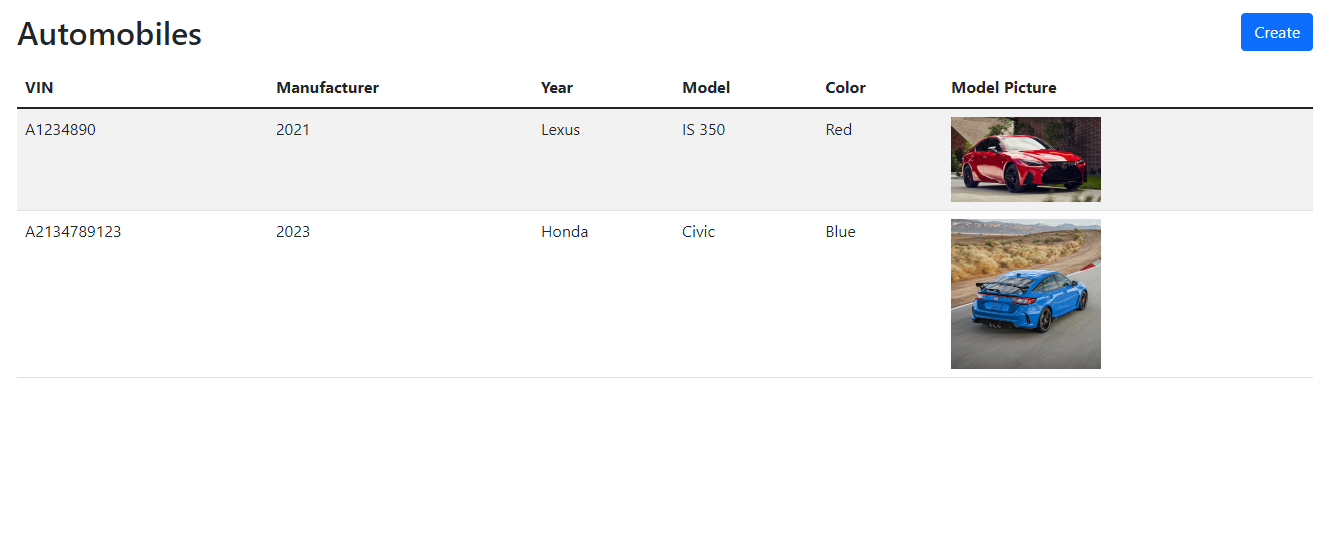 Automobiles
Create
VIN Manufacturer Year Model Color Model Picture
A1234890 2021 Lexus IS 350 Red
A2134789123 2023 Honda Civic Blue